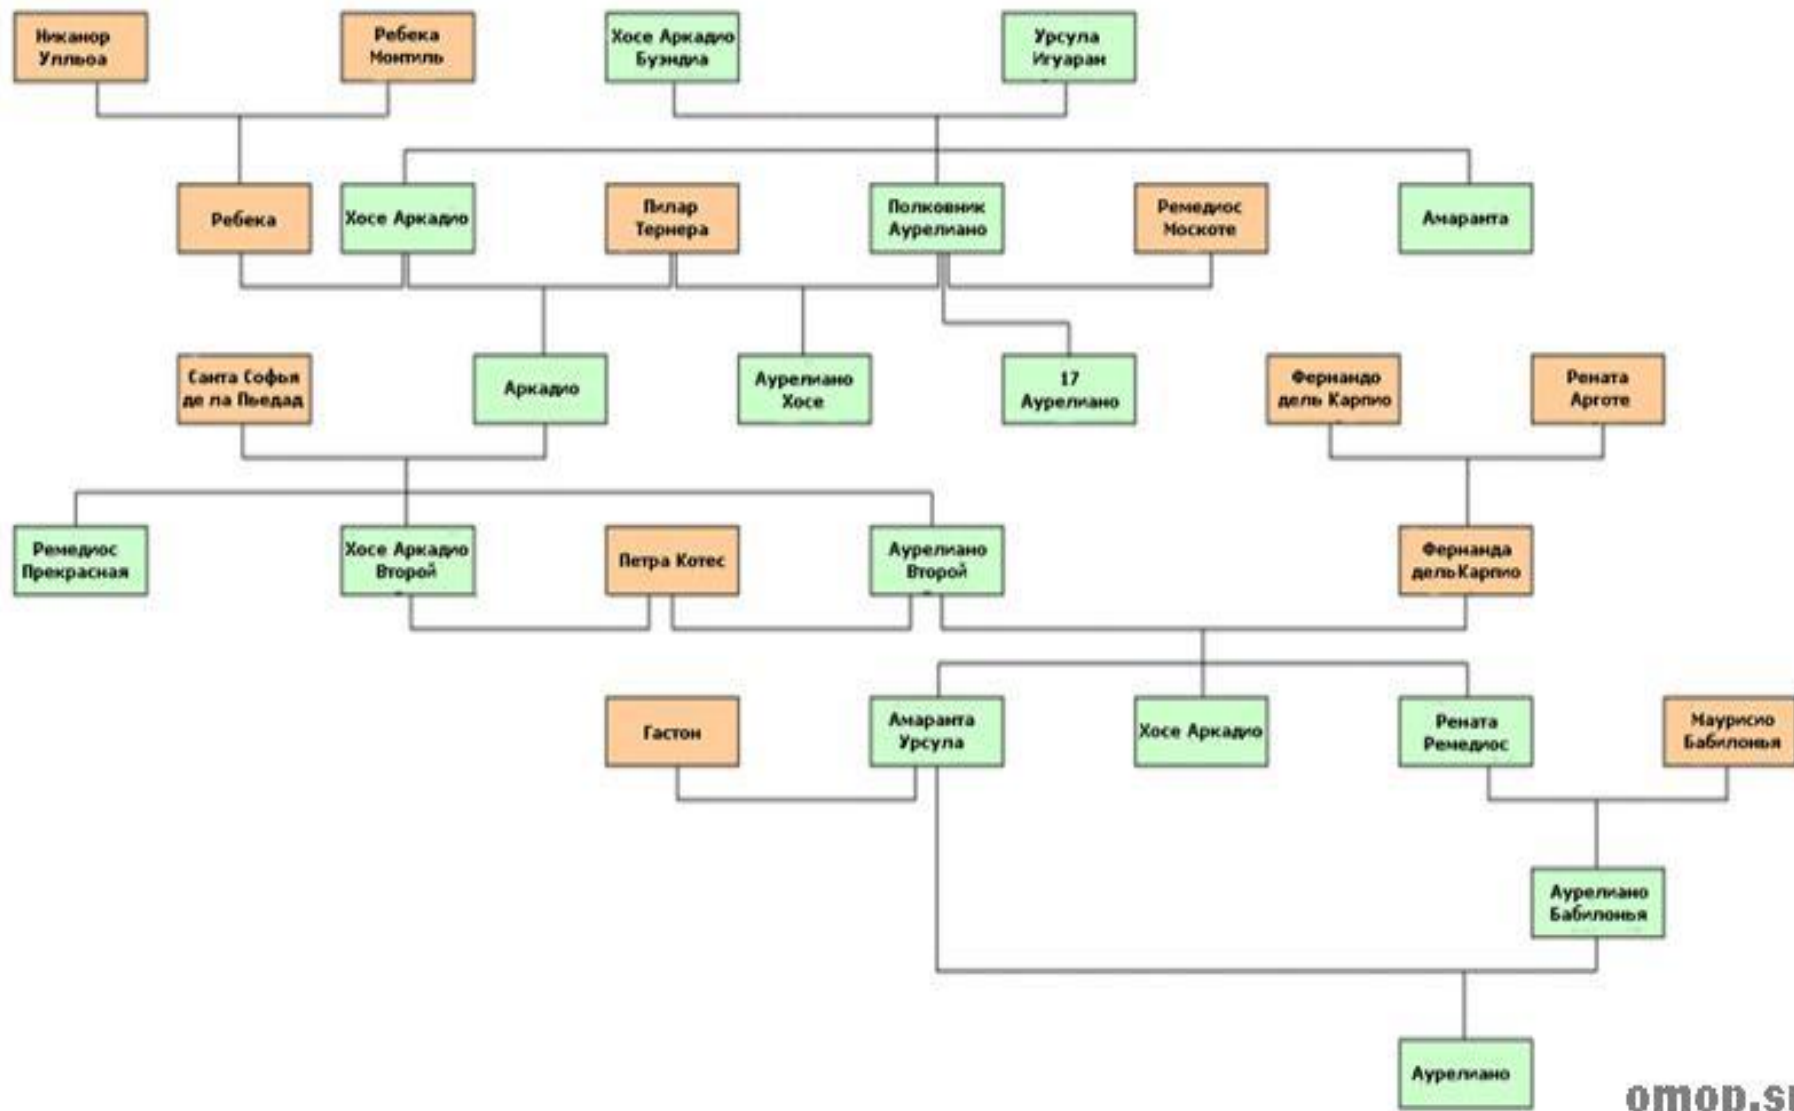 Никанор
Улльоа
Ребека
Монтиль
Хосе Аркадио
Буэндиа
Урсула
Игуаран
Ребека
Хосе Аркадио
Пилар
Тернера
Полковник
Аурелиано
Ремедиос
Москоте
Амаранта
Санта Софья
де ла Пьедад
Аркадио
Аурелиано
Хосе
17
Аурелиано
Фернандо
дель Карпио
Рената
Арготе
Ремедиос
Прекрасная
Хосе Аркадио
Второй
Петра Котес
Аурелиано
Второй
Фернанда
дель Карпио
Гастон
Амаранта
Урсула
Хосе Аркадио
Рената
Ремедиос
Маурисио
Бабилонья
Аурелиано
Бабилонья
Аурелиано